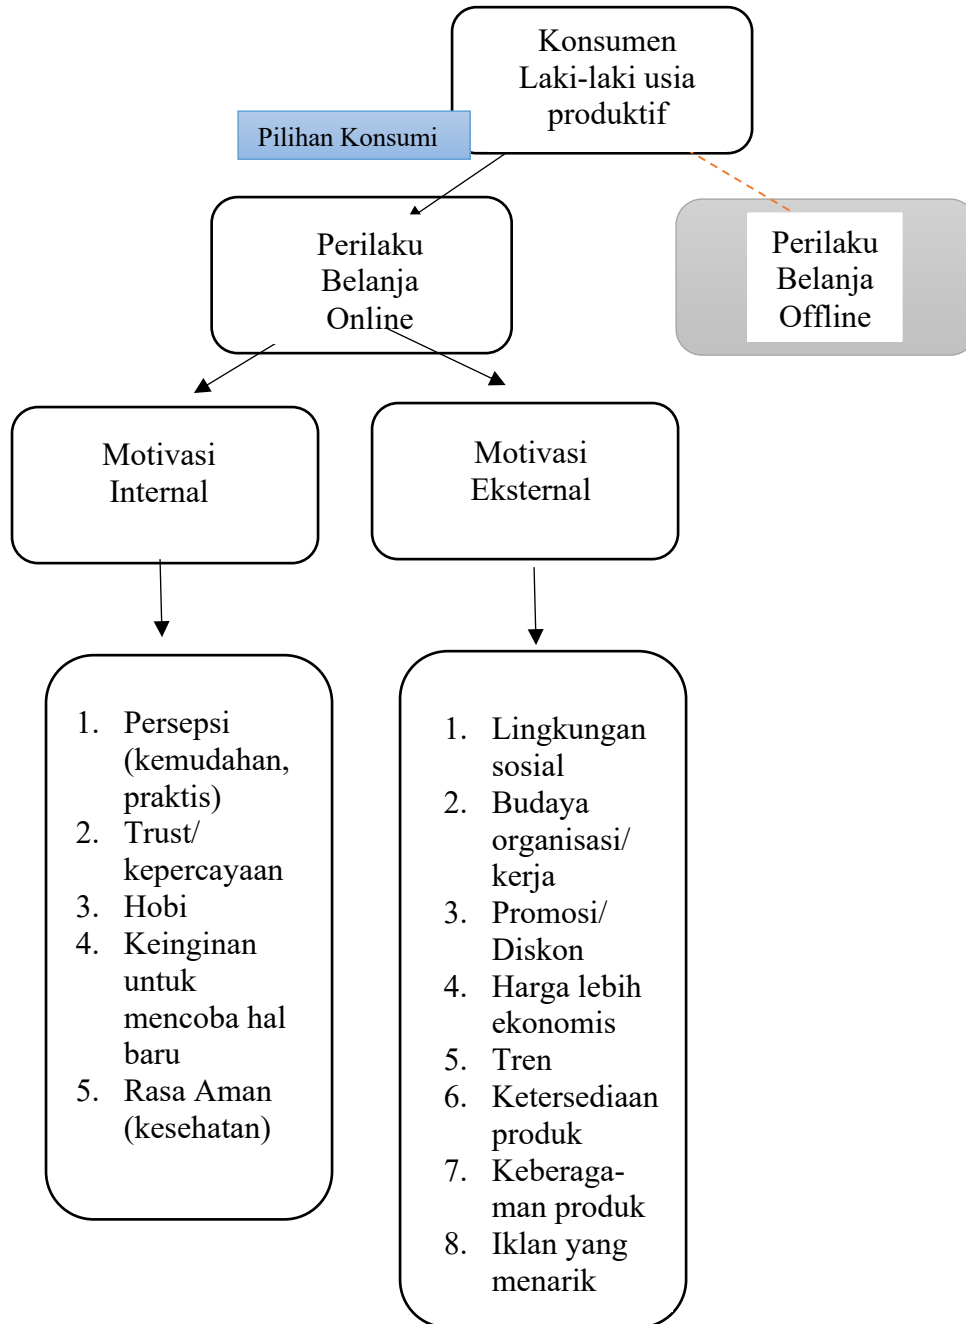 Konsumen
Laki-laki usia
produktif
Pilihan Konsumi
Perilaku
Belanja
Online
Perilaku
Belanja
Offline
Motivasi
Internal
Motivasi
Eksternal
1. Persepsi
(kemudahan,
praktis)
2. Trust/
kepercayaan
3. Hobi
4. Keinginan
untuk
mencoba hal
baru
5. Rasa Aman
(kesehatan)
1. Lingkungan
sosial
2. Budaya
organisasi/
kerja
3. Promosi/
Diskon
4. Harga lebih
ekonomis
5. Tren
6. Ketersediaan
produk
7. Keberaga-
man produk
8. Iklan yang
menarik